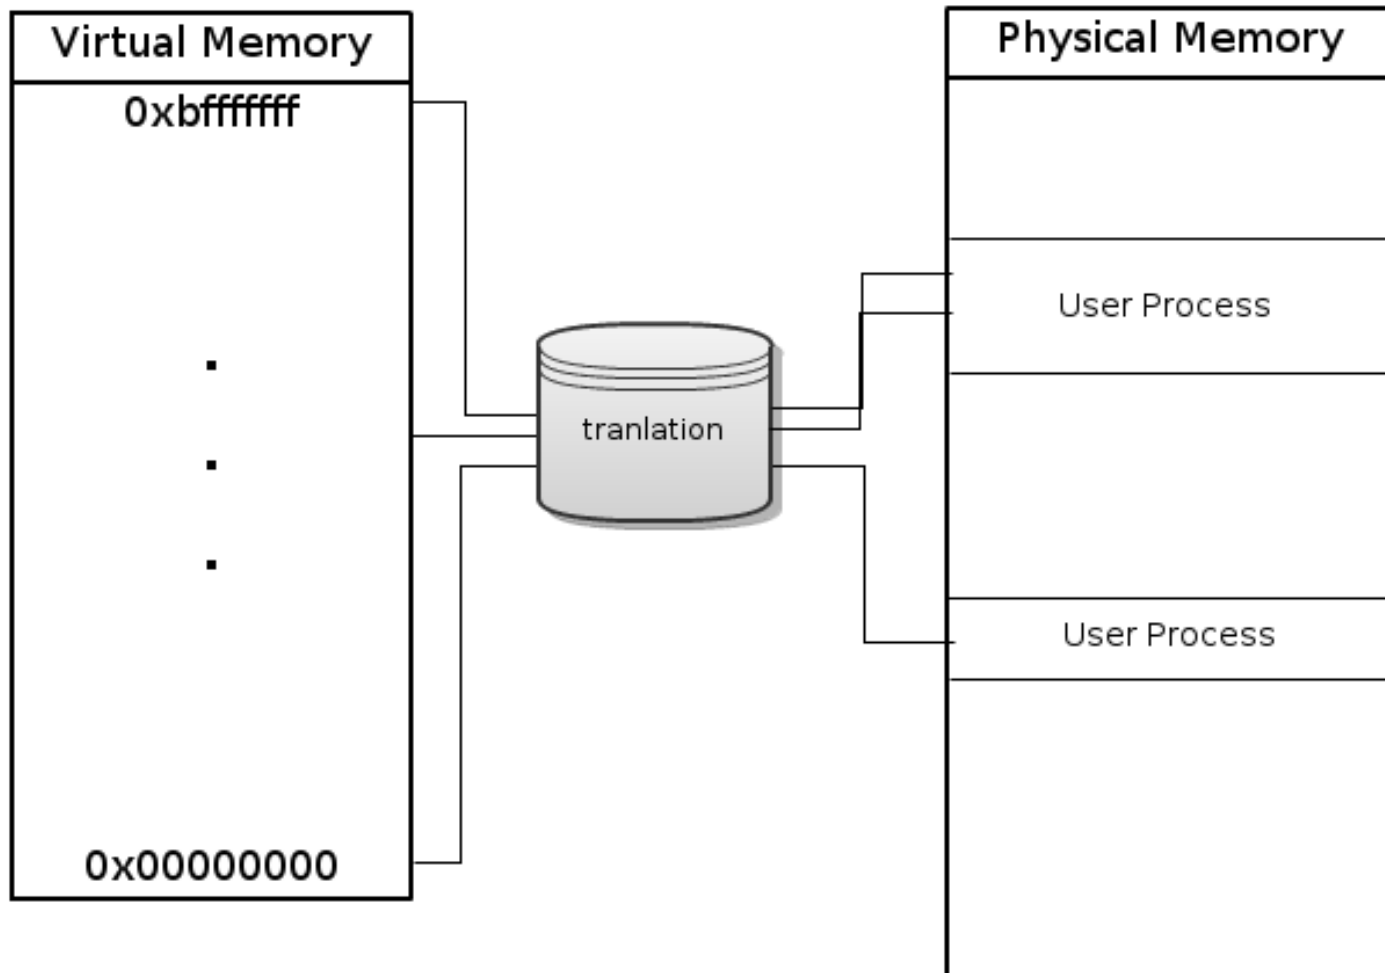 Virtual Memory
0xbfffffff
.
.
.
0x00000000
tranlation
Physical Memory
User Process
User Process